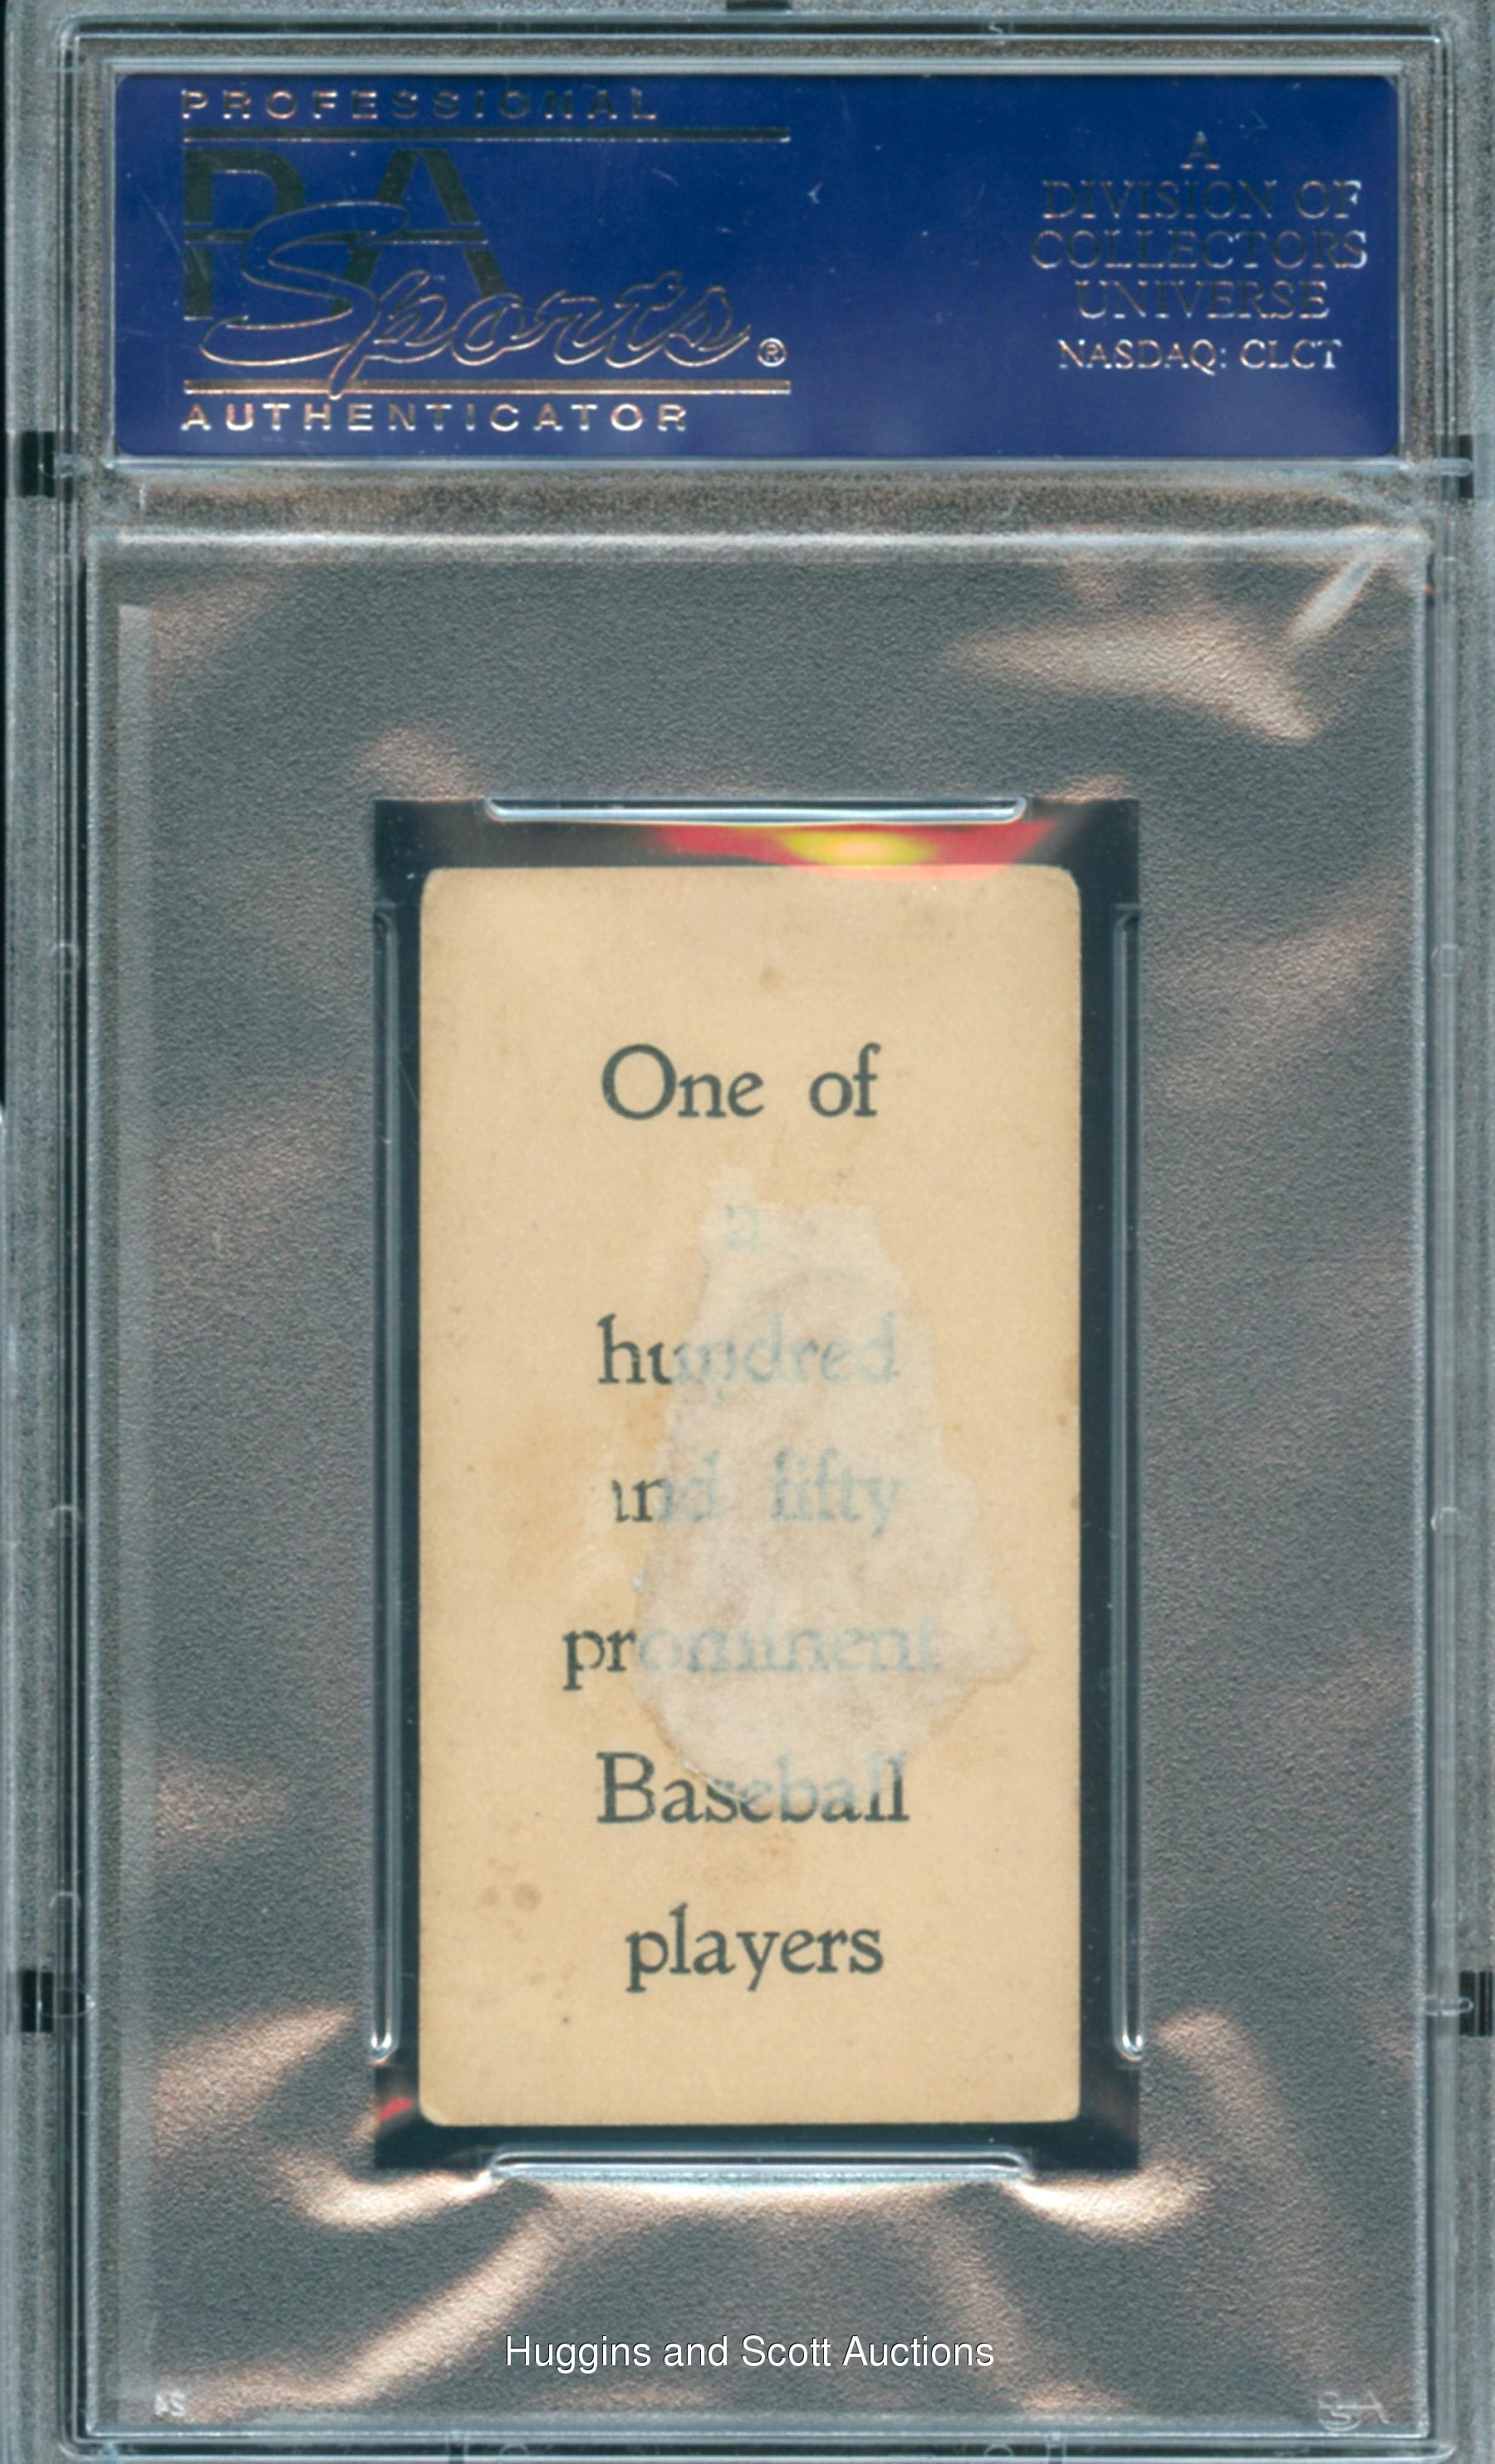 PROFESSIONAL
PSA
Sports®
AUTHENTICATOR
A
DIVISION OF
COLLECTORS
UNIVERSE
NASDAQ: CLCT
One of
a
hundred
and fifty
prominent
Baseball
players
Huggins and Scott Auctions
PSA